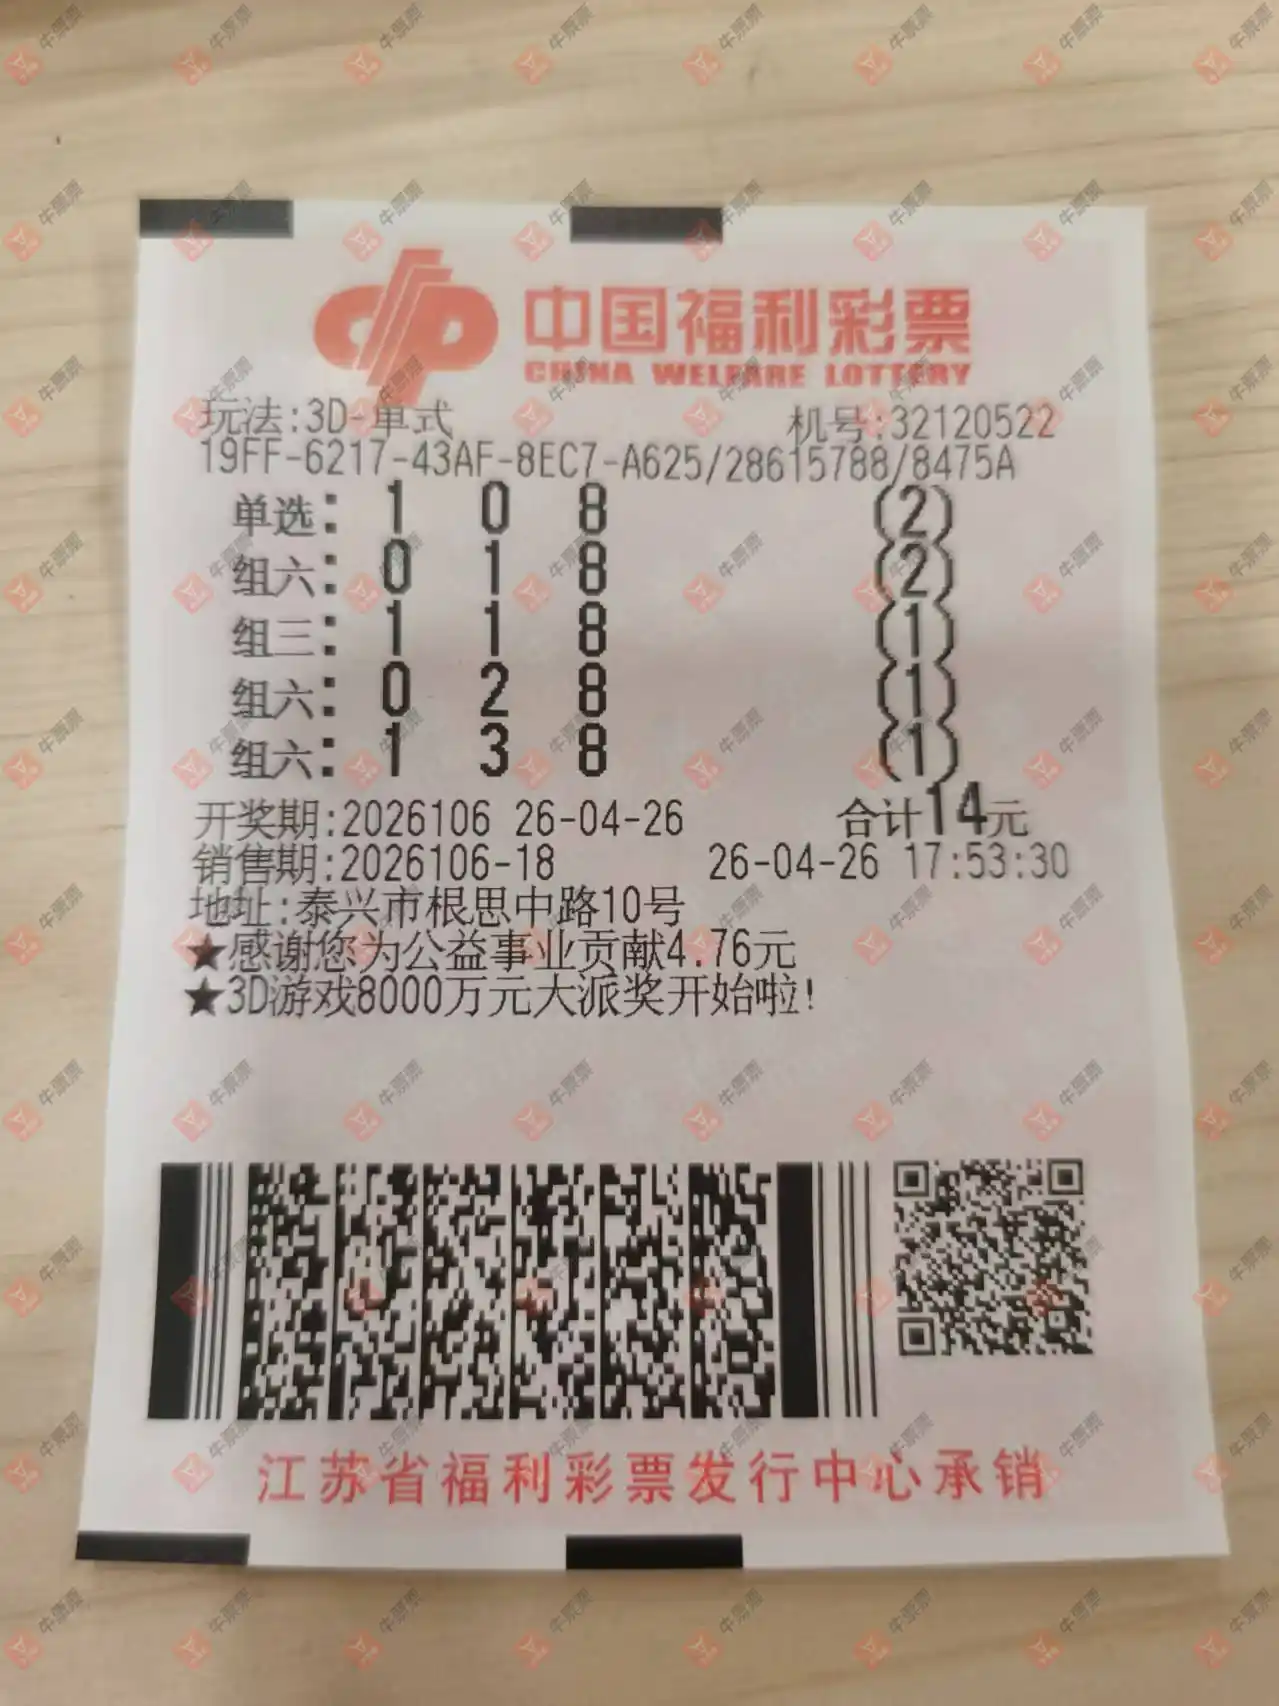 中国福利彩票
CHINA WELFARE LOTTERY
玩法:3D-单式 机号:32120522
19FF-6217-43AF-8EC7-A625/28615788/8475A
单选: 1 0 8 (2)
组六: 0 1 8 (2)
组三: 1 1 8 (1)
组六: 0 2 8 (1)
组六: 1 3 8 (1)
开奖期:2026106 26-04-26 合计14元
销售期:2026106-18 26-04-26 17:53:30
地址:泰兴市根思中路10号
★感谢您为公益事业贡献4.76元
★3D游戏8000万元大派奖开始啦!
江苏省福利彩票发行中心承销
牛票票